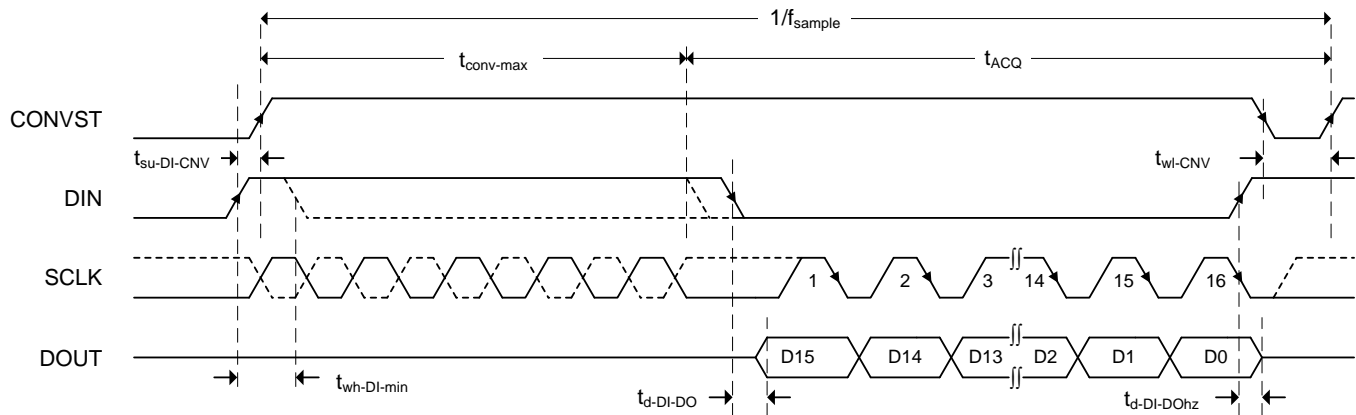 1/fsample
tconv-max tACQ
CONVST
tsu-DI-CNV twl-CNV
DIN
SCLK 1 2 3 ∫∫ 14 15 16
DOUT D15 D14 D13 ∫∫ D2 D1 D0
twh-DI-min
td-DI-DO td-DI-DOhz